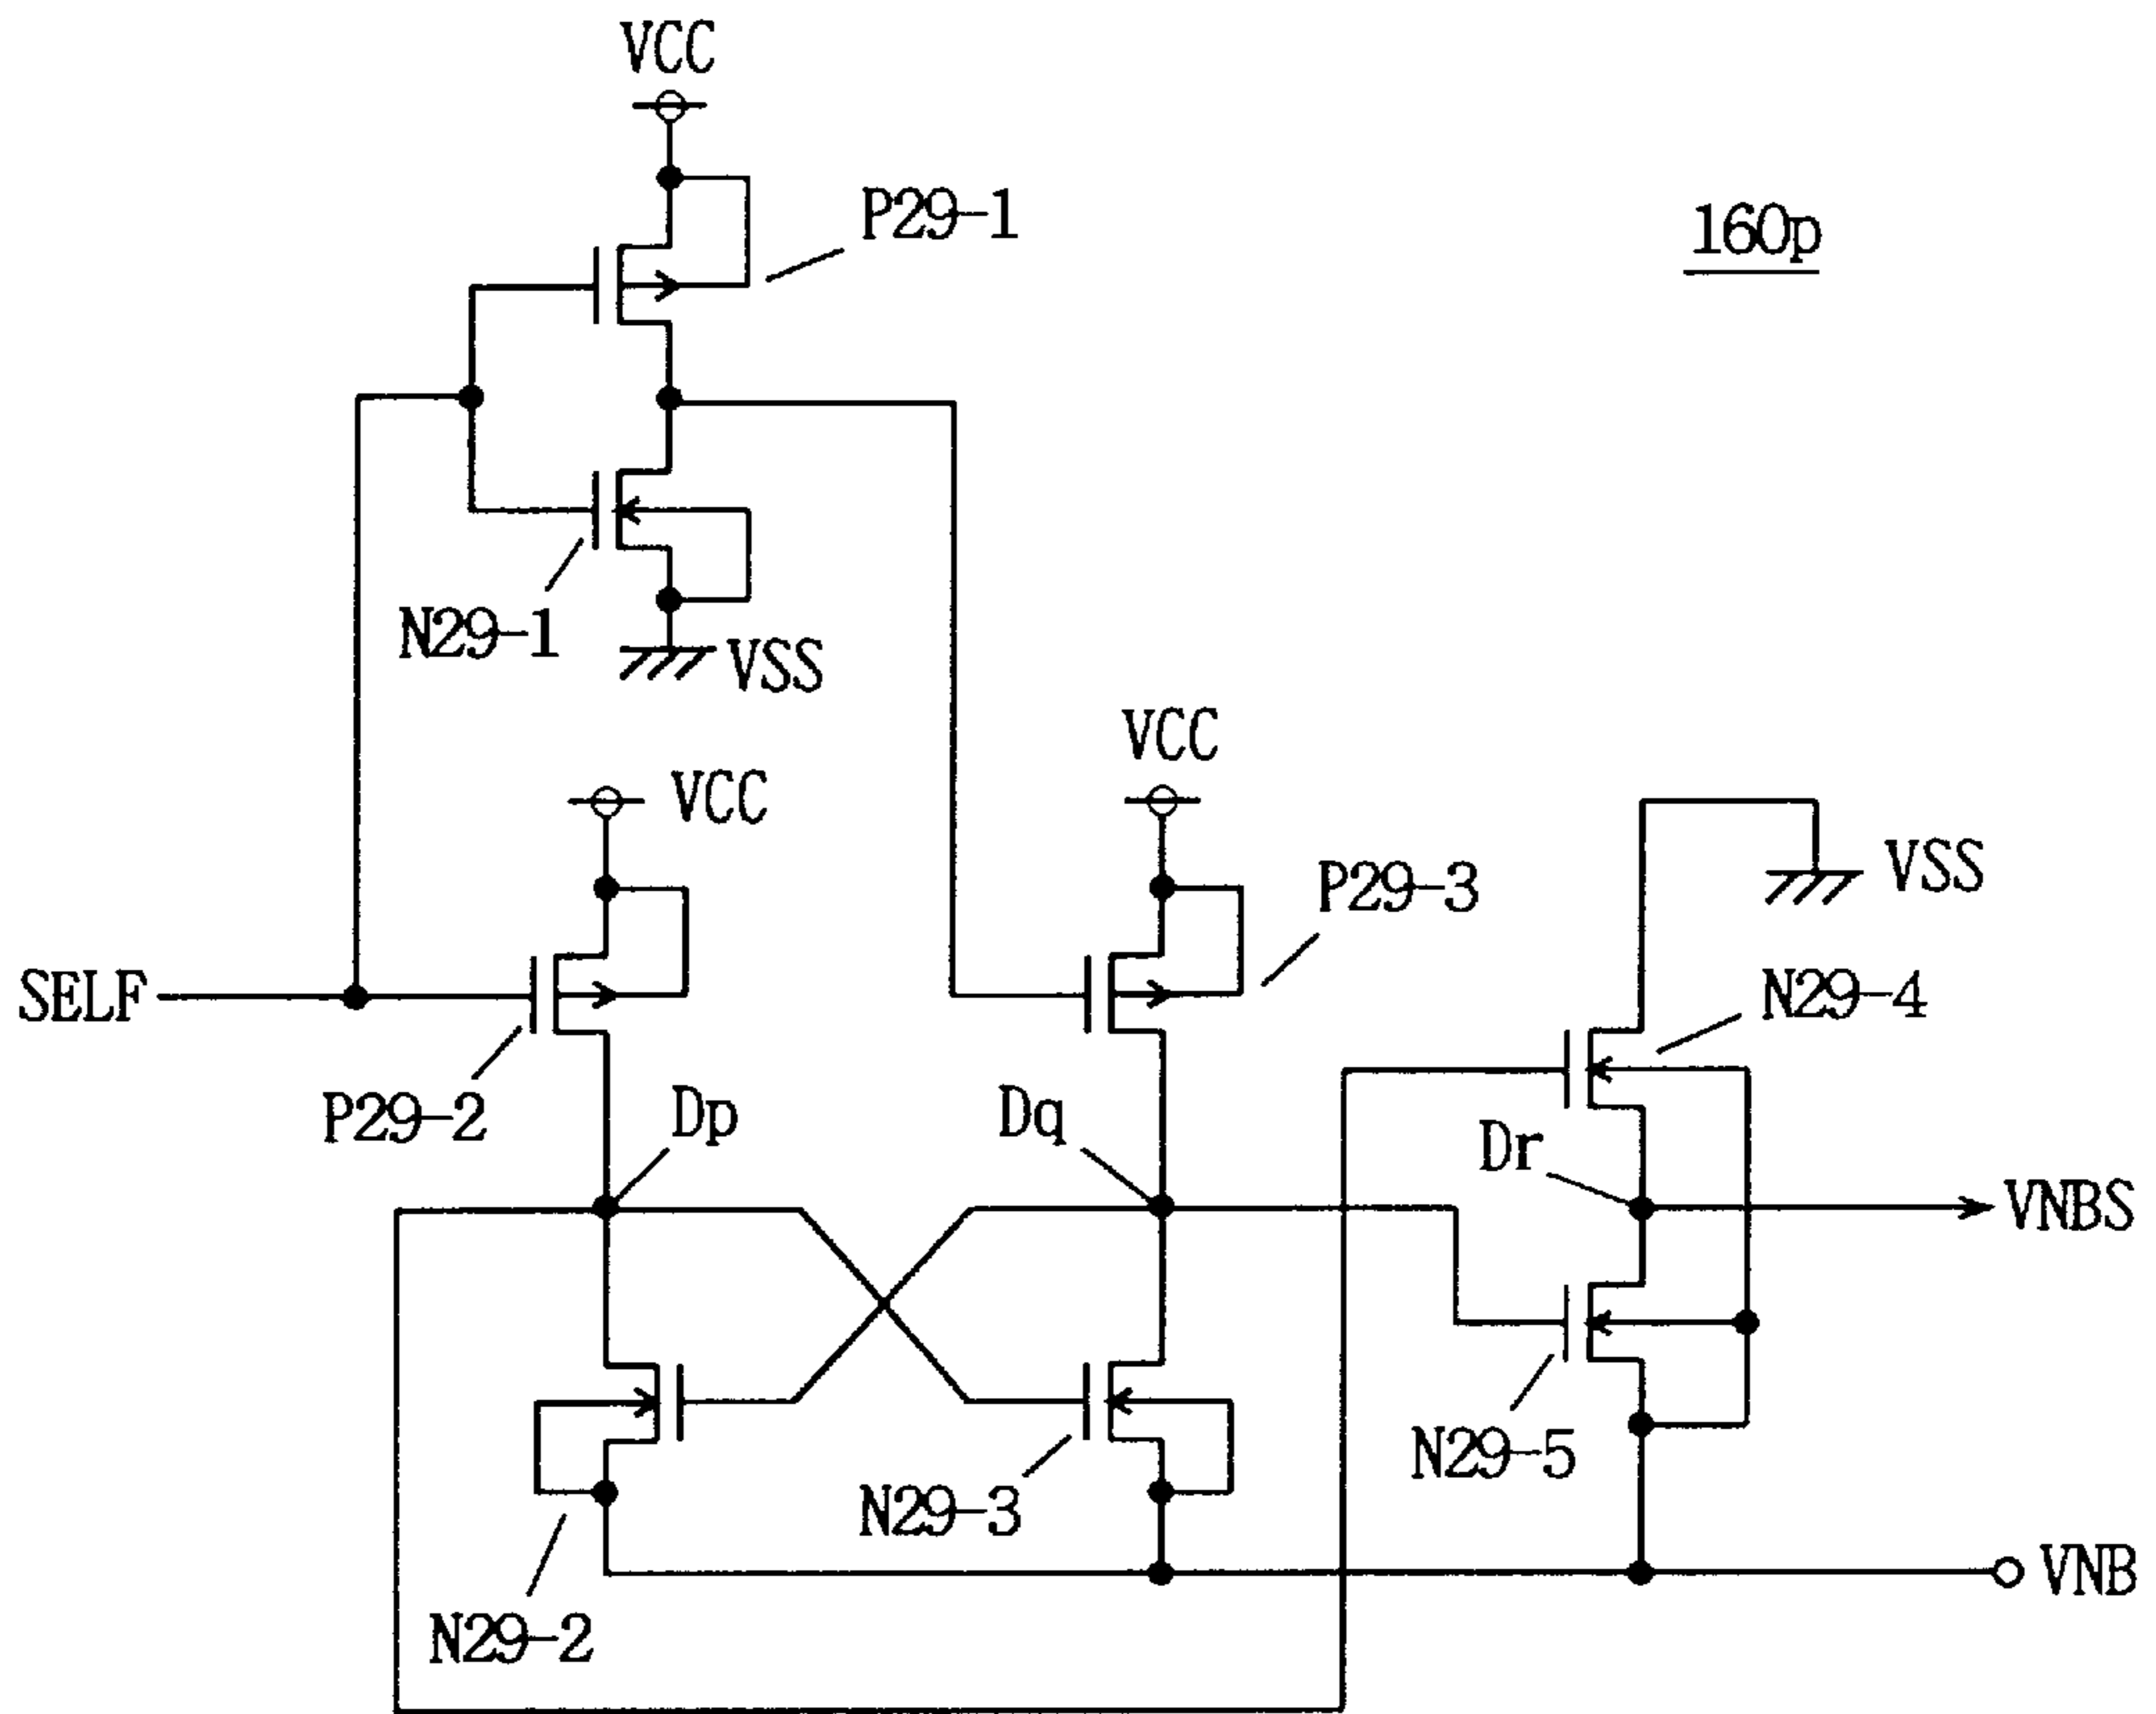 VCC
P29-1
160p
N29-1
VSS
VCC
VCC
P29-3
VSS
SELF
N29-4
P29-2
Dp
Dq
Dr
VNBS
N29-5
N29-3
VNB
N29-2